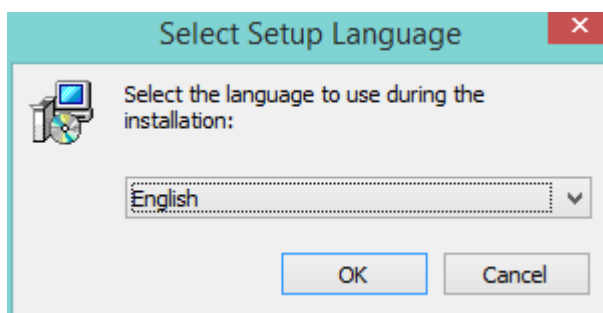 Select Setup Language
Select the language to use during the
installation:
English
OK
Cancel